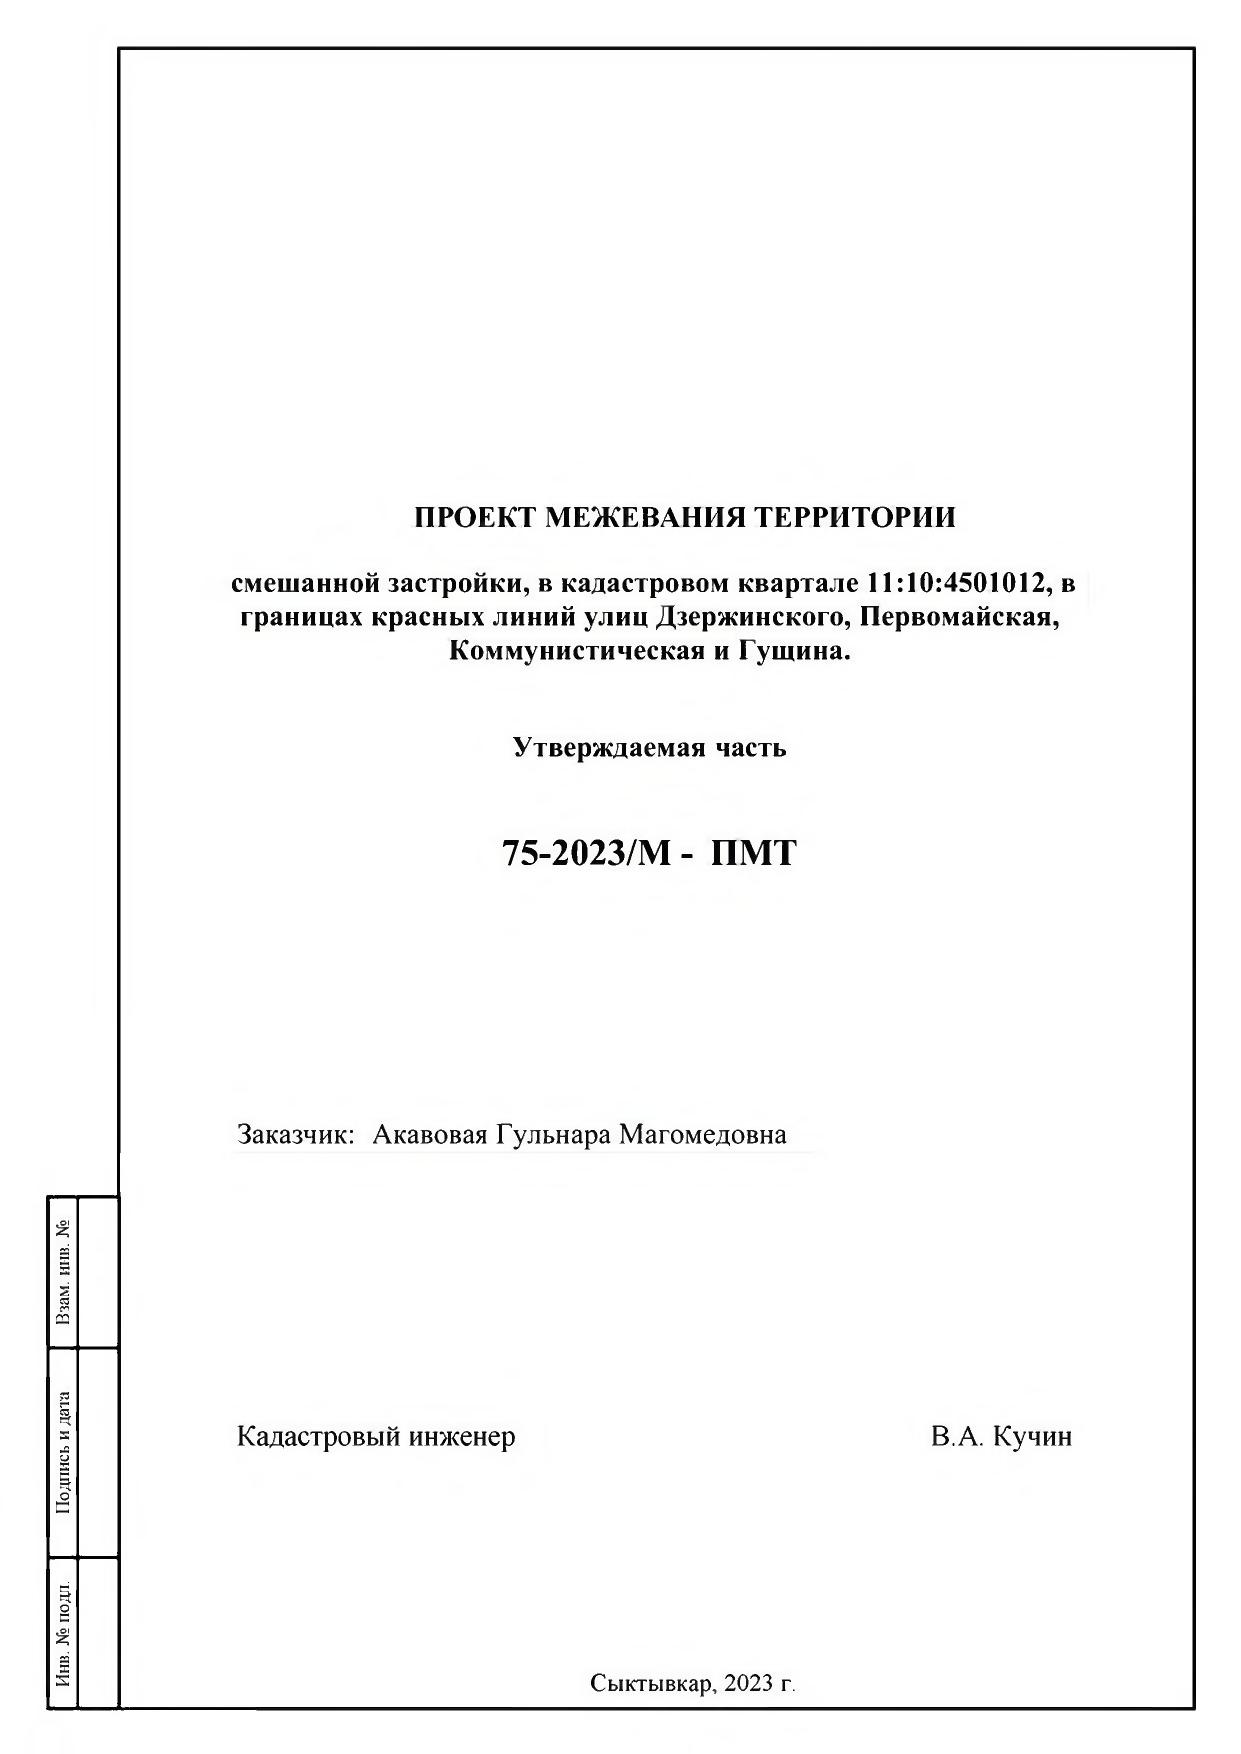 ПРОЕКТ МЕЖЕВАНИЯ ТЕРРИТОРИИ
смешанной застройки, в кадастровом квартале 11:10:4501012, в
границах красных линий улиц Дзержинского, Первомайская,
Коммунистическая и Гущина.
Утверждаемая часть
75-2023/М - ПМТ
Заказчик: Акавовая Гульнара Магомедовна
Взам. инв. №
Подпись и дата
Инв. № подл.
Кадастровый инженер В.А. Кучин
Сыктывкар, 2023 г.